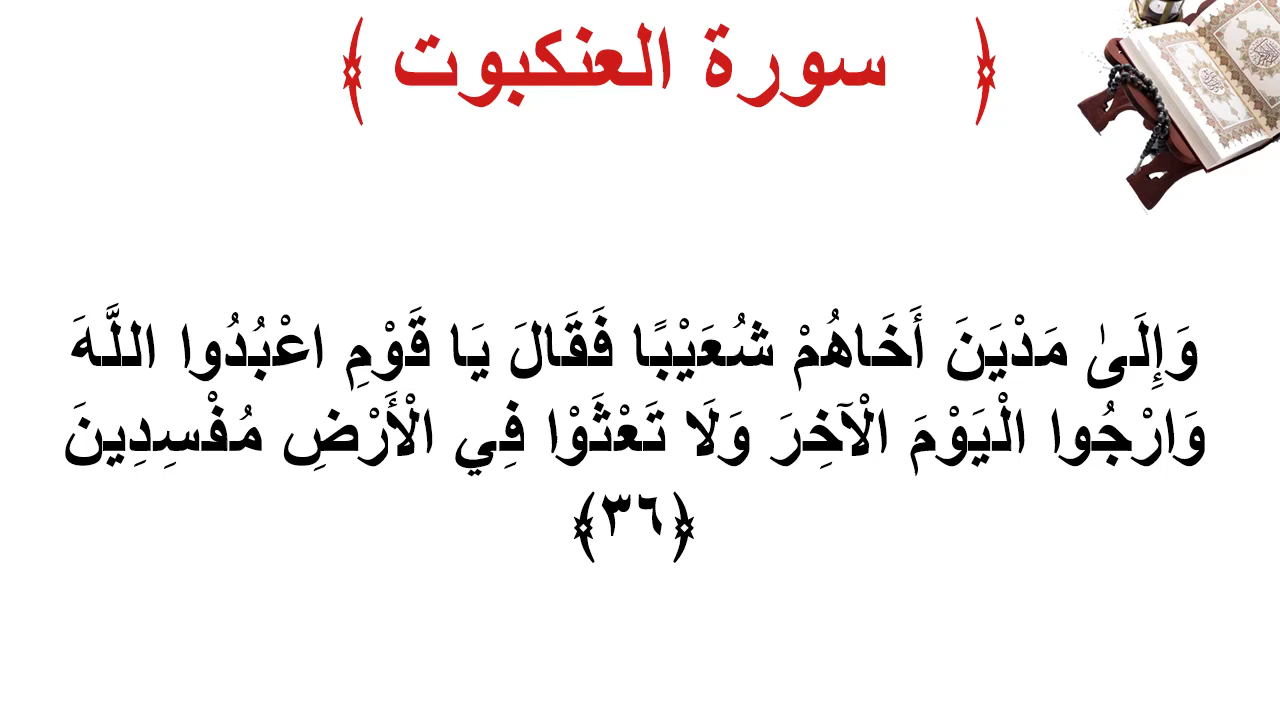 ﴿ سورة العنكبوت ﴾
وَإِلَىٰ مَدْيَنَ أَخَاهُمْ شُعَيْبًا فَقَالَ يَا قَوْمِ اعْبُدُوا اللَّهَ
وَارْجُوا الْيَوْمَ الْآخِرَ وَلَا تَعْثَوْا فِي الْأَرْضِ مُفْسِدِينَ
﴿٣٦﴾